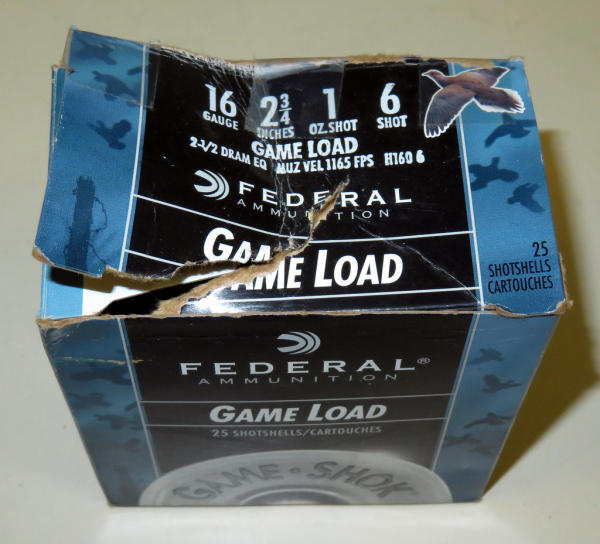 16 2 3/4 1 6
GAUGE INCHES OZ. SHOT SHOT
GAME LOAD
2-1/2 DRAM EQ MUZ VEL 1165 FPS H160 6
FEDERAL
AMMUNITION
GAME LOAD
25
SHOTSHELLS
CARTOUCHES
FEDERAL®
AMMUNITION
GAME LOAD
25 SHOTSHELLS/CARTOUCHES
GAME•SHOK